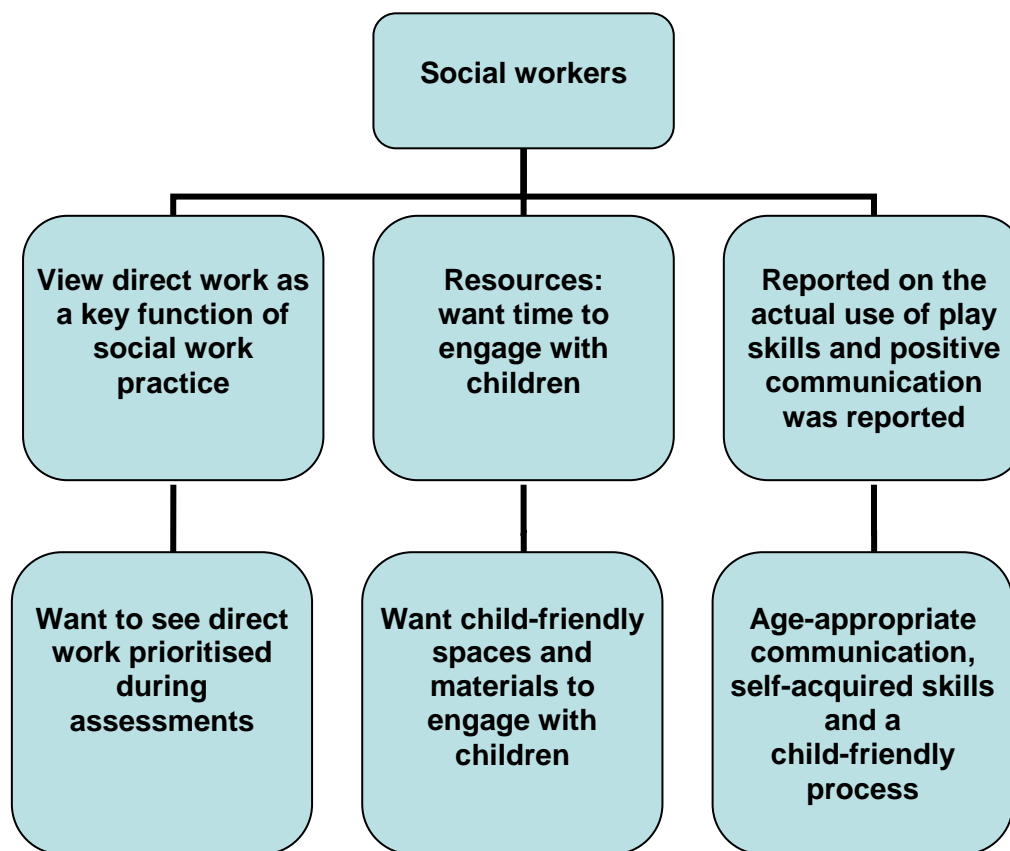 Social workers
View direct work as
a key function of
social work
practice
Resources:
want time to
engage with
children
Reported on the
actual use of play
skills and positive
communication
was reported
Want to see direct
work prioritised
during
assessments
Want child-friendly
spaces and
materials to
engage with
children
Age-appropriate
communication,
self-acquired skills
and a
child-friendly
process